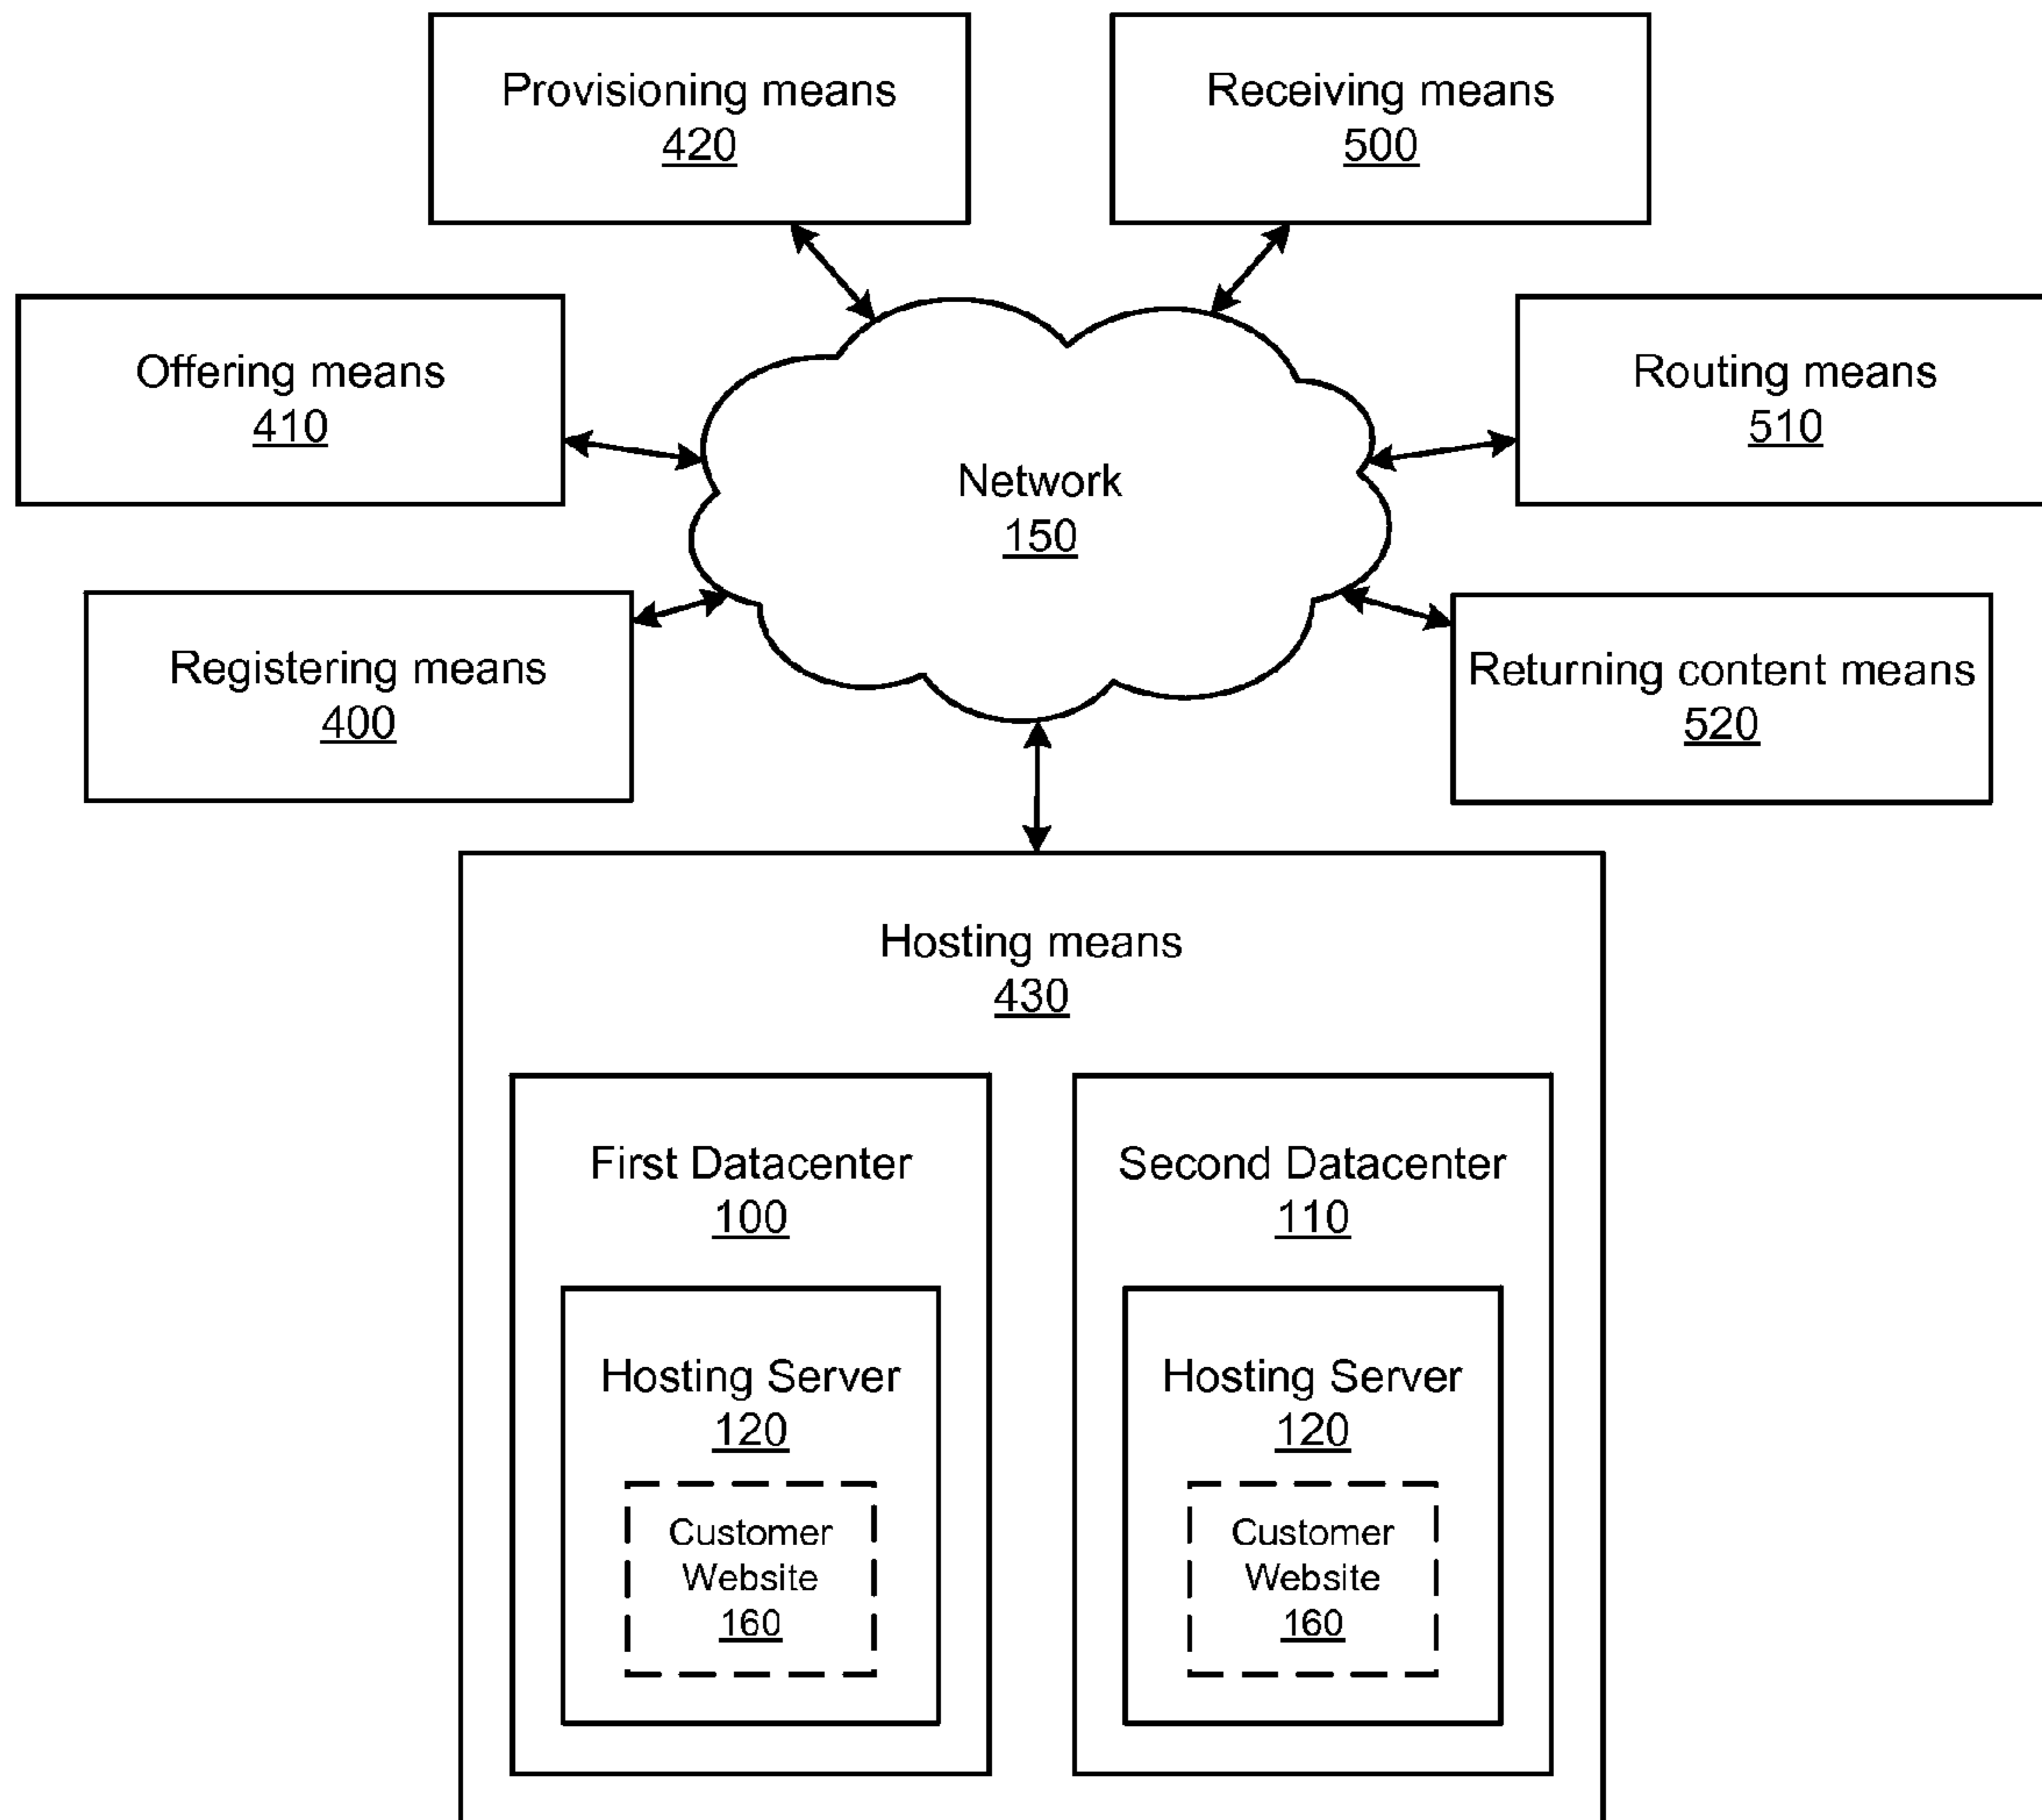 Provisioning means
420
Receiving means
500
Offering means
410
Routing means
510
Network
150
Registering means
400
Returning content means
520
Hosting means
430
First Datacenter
100
Second Datacenter
110
Hosting Server
120
Hosting Server
120
Customer
Website
160
Customer
Website
160